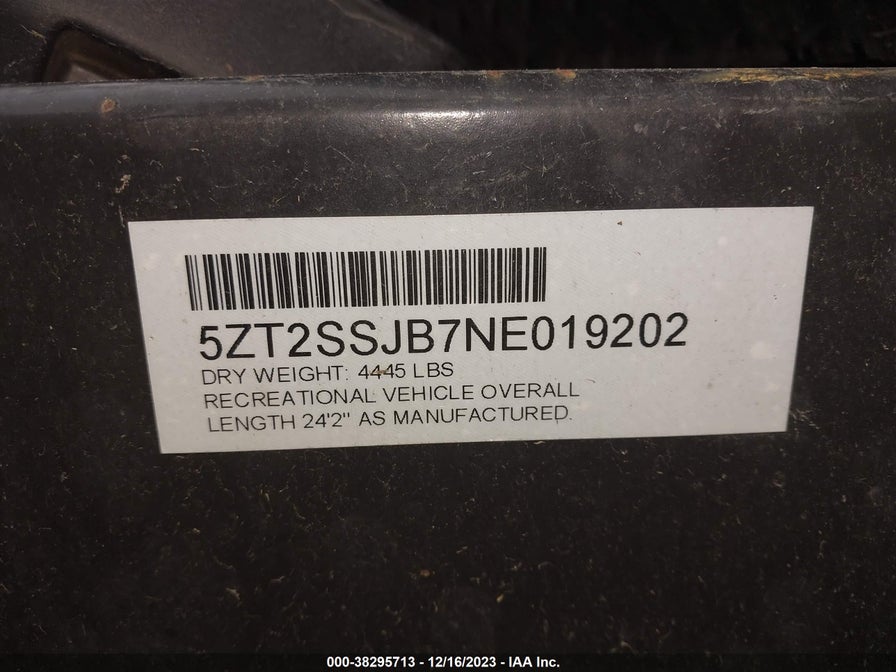 5ZT2SSJB7NE019202
DRY WEIGHT: 4445 LBS
RECREATIONAL VEHICLE OVERALL
LENGTH 24'2" AS MANUFACTURED.
000-38295713 - 12/16/2023 - IAA Inc.